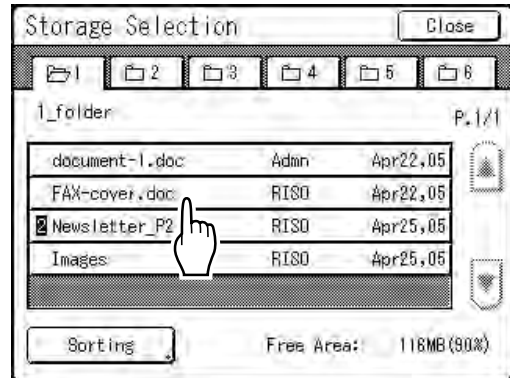 Storage Selection Close
1 2 3 4 5 6
1_folder P.1/1
document-1.doc Admn Apr22,05
FAX-cover.doc RISO Apr22,05
2 Newsletter_P2 RISO Apr25,05
Images RISO Apr25,05
Sorting Free Area: 116MB(90%)